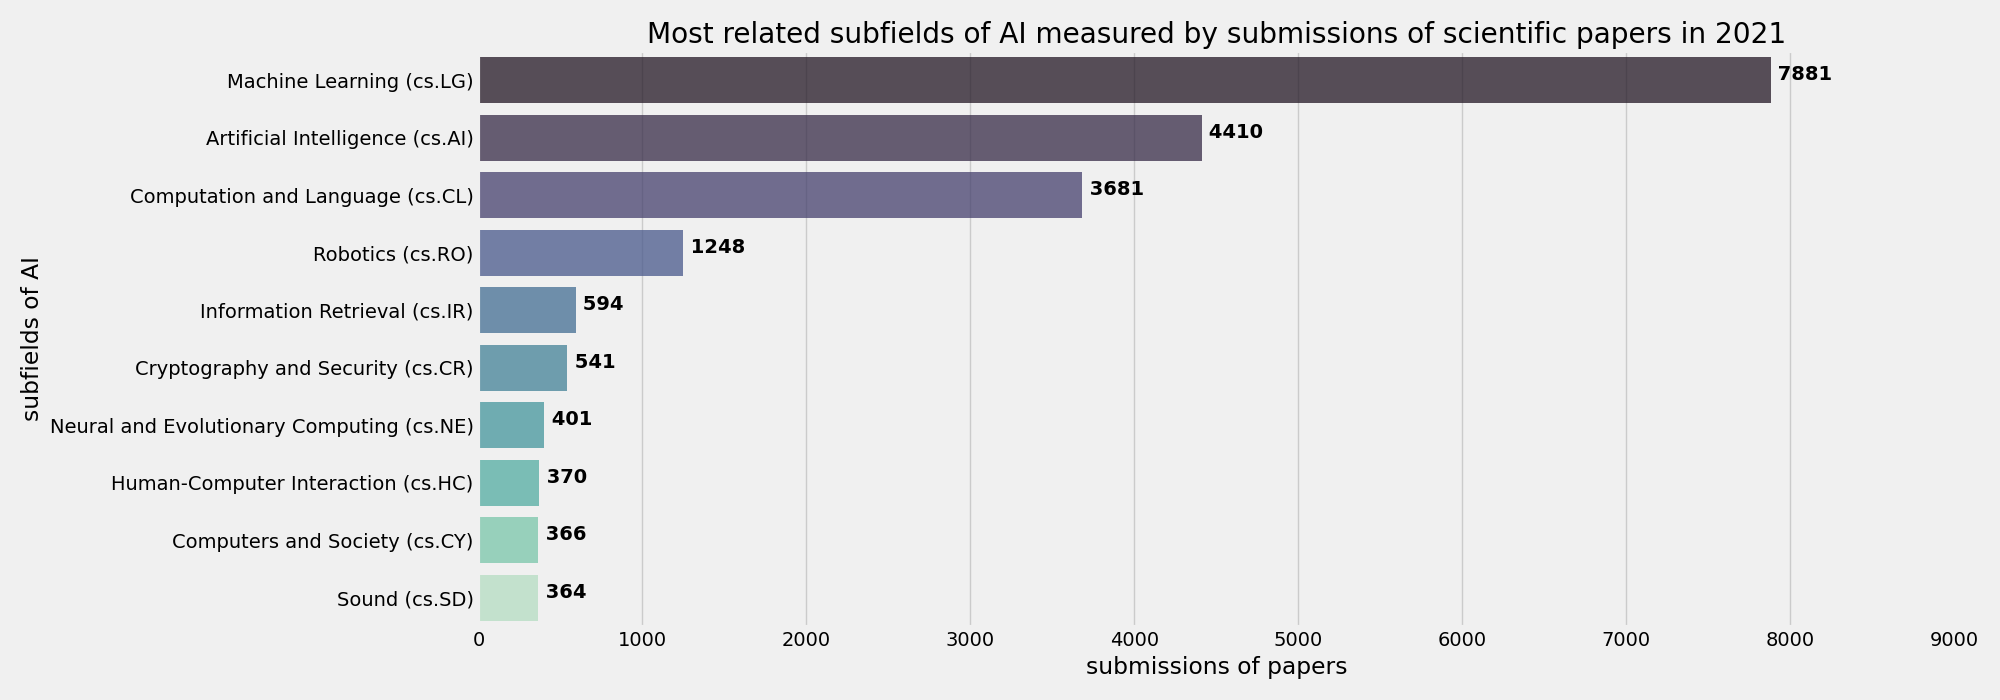 Most related subfields of AI measured by submissions of scientific papers in 2021
subfields of AI
Machine Learning (cs.LG) 7881
Artificial Intelligence (cs.AI) 4410
Computation and Language (cs.CL) 3681
Robotics (cs.RO) 1248
Information Retrieval (cs.IR) 594
Cryptography and Security (cs.CR) 541
Neural and Evolutionary Computing (cs.NE) 401
Human-Computer Interaction (cs.HC) 370
Computers and Society (cs.CY) 366
Sound (cs.SD) 364
0 1000 2000 3000 4000 5000 6000 7000 8000 9000
submissions of papers